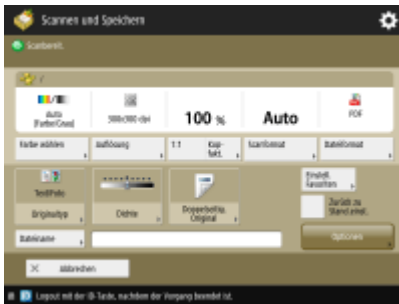 Scannen und Speichern
Scanbereit.
Auto
(Farbe/Grau)
300x300 dpi
100 %
Auto
PDF
Farbe wählen
Auflösung
1:1
Kop.-
fakt.
Scanformat
Dateiformat
Text/Foto
Originaltyp
Dichte
Doppelseitig.
Original
Einstell.
Favoriten
Zurück zu
Standardeinst.
Dateiname
Optionen
Abbrechen
Logout mit der ID-Taste, nachdem der Vorgang beendet ist.